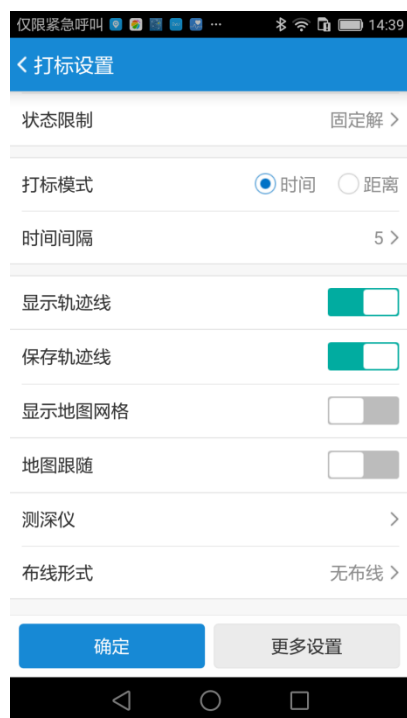 仅限紧急呼叫 ··· 14:39
打标设置
状态限制 固定解
打标模式 时间 距离
时间间隔 5
显示轨迹线
保存轨迹线
显示地图网格
地图跟随
测深仪
布线形式 无布线
确定 更多设置